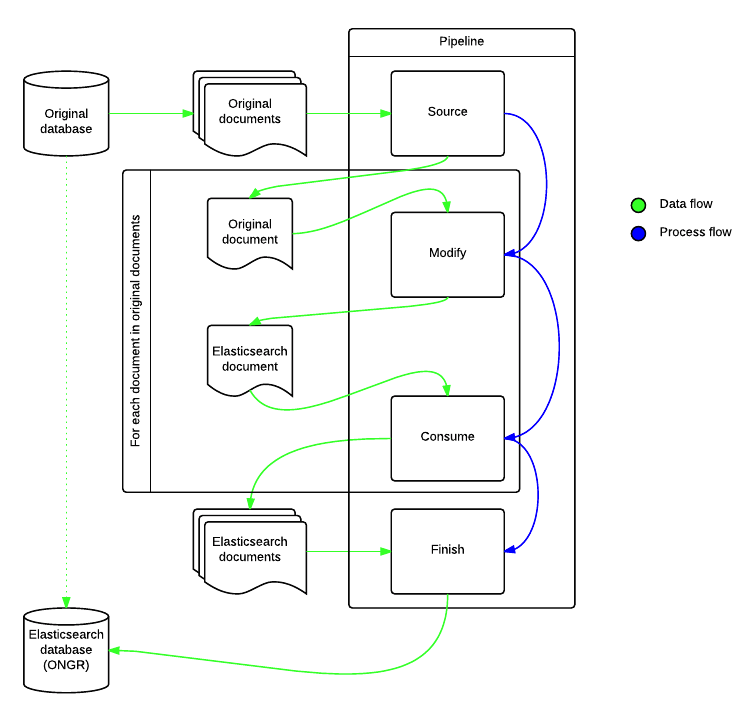 Pipeline
Original
database
Original
documents
Source
Data flow
Process flow
For each document in original documents
Original
document
Modify
Elasticsearch
document
Consume
Elasticsearch
documents
Finish
Elasticsearch
database
(ONGR)